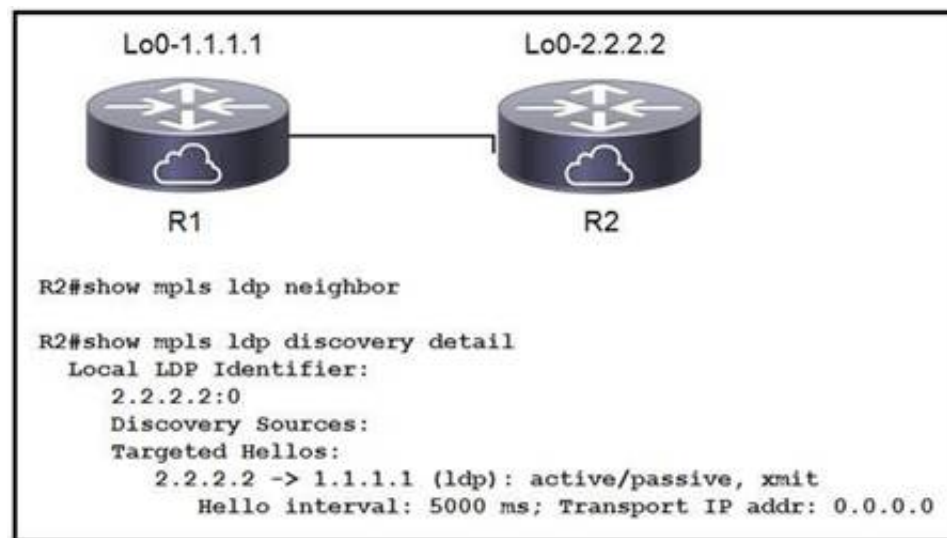 Lo0-1.1.1.1 Lo0-2.2.2.2
R1 R2
R2#show mpls ldp neighbor
R2#show mpls ldp discovery detail
Local LDP Identifier:
2.2.2.2:0
Discovery Sources:
Targeted Hellos:
2.2.2.2 -> 1.1.1.1 (ldp): active/passive, xmit
Hello interval: 5000 ms; Transport IP addr: 0.0.0.0